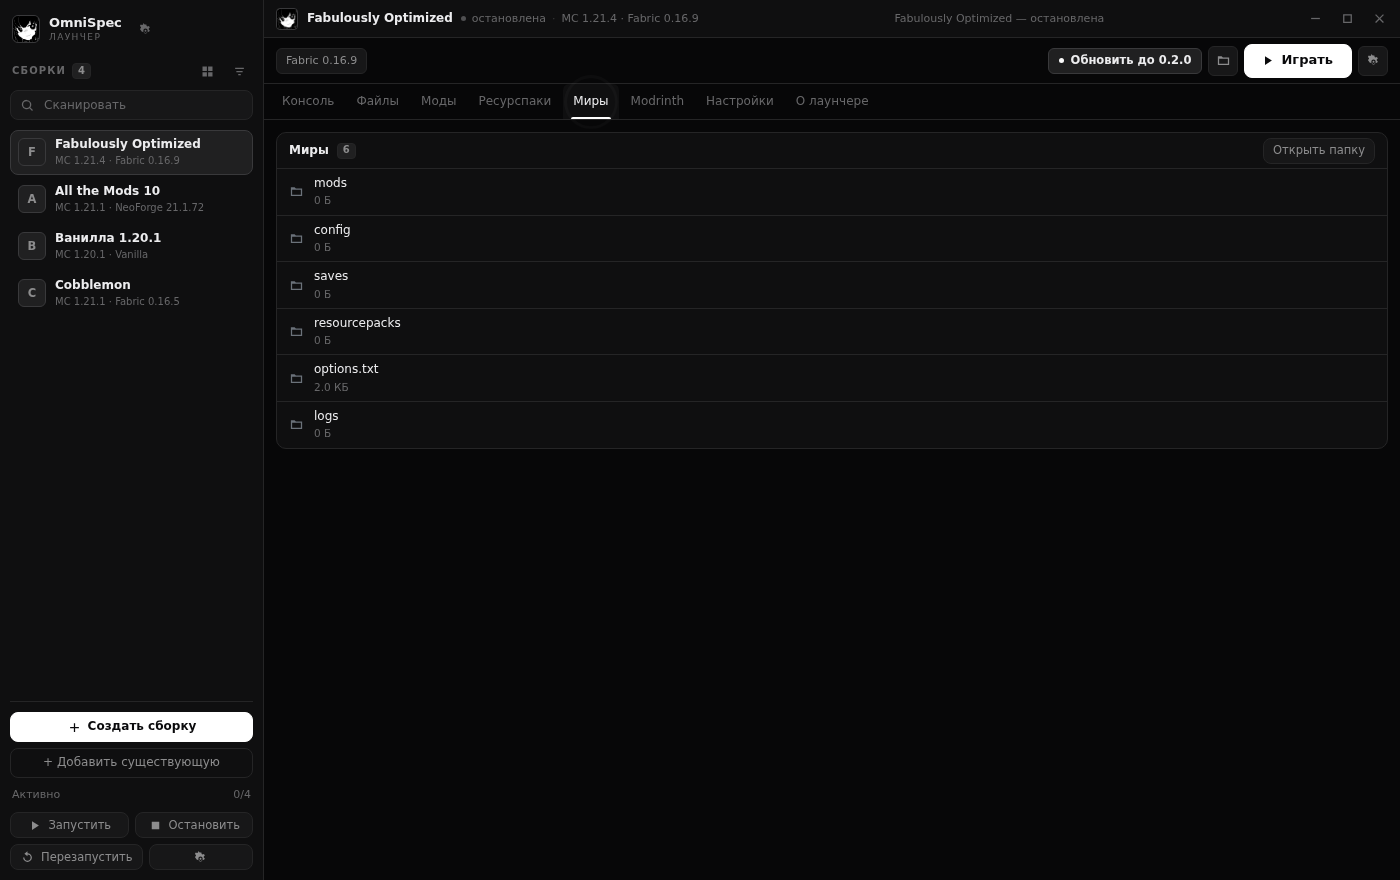 OmniSpec
ЛАУНЧЕР
СБОРКИ 4
Сканировать
F
Fabulously Optimized
MC 1.21.4 · Fabric 0.16.9
A
All the Mods 10
MC 1.21.1 · NeoForge 21.1.72
В
Ванилла 1.20.1
MC 1.20.1 · Vanilla
C
Cobblemon
MC 1.21.1 · Fabric 0.16.5
+ Создать сборку
+ Добавить существующую
Активно 0/4
Запустить
Остановить
Перезапустить
Fabulously Optimized • остановлена · MC 1.21.4 · Fabric 0.16.9
Fabulously Optimized — остановлена
Fabric 0.16.9
Обновить до 0.2.0
Играть
Консоль Файлы Моды Ресурспаки Миры Modrinth Настройки О лаунчере
Миры 6
Открыть папку
mods
0 Б
config
0 Б
saves
0 Б
resourcepacks
0 Б
options.txt
2.0 КБ
logs
0 Б